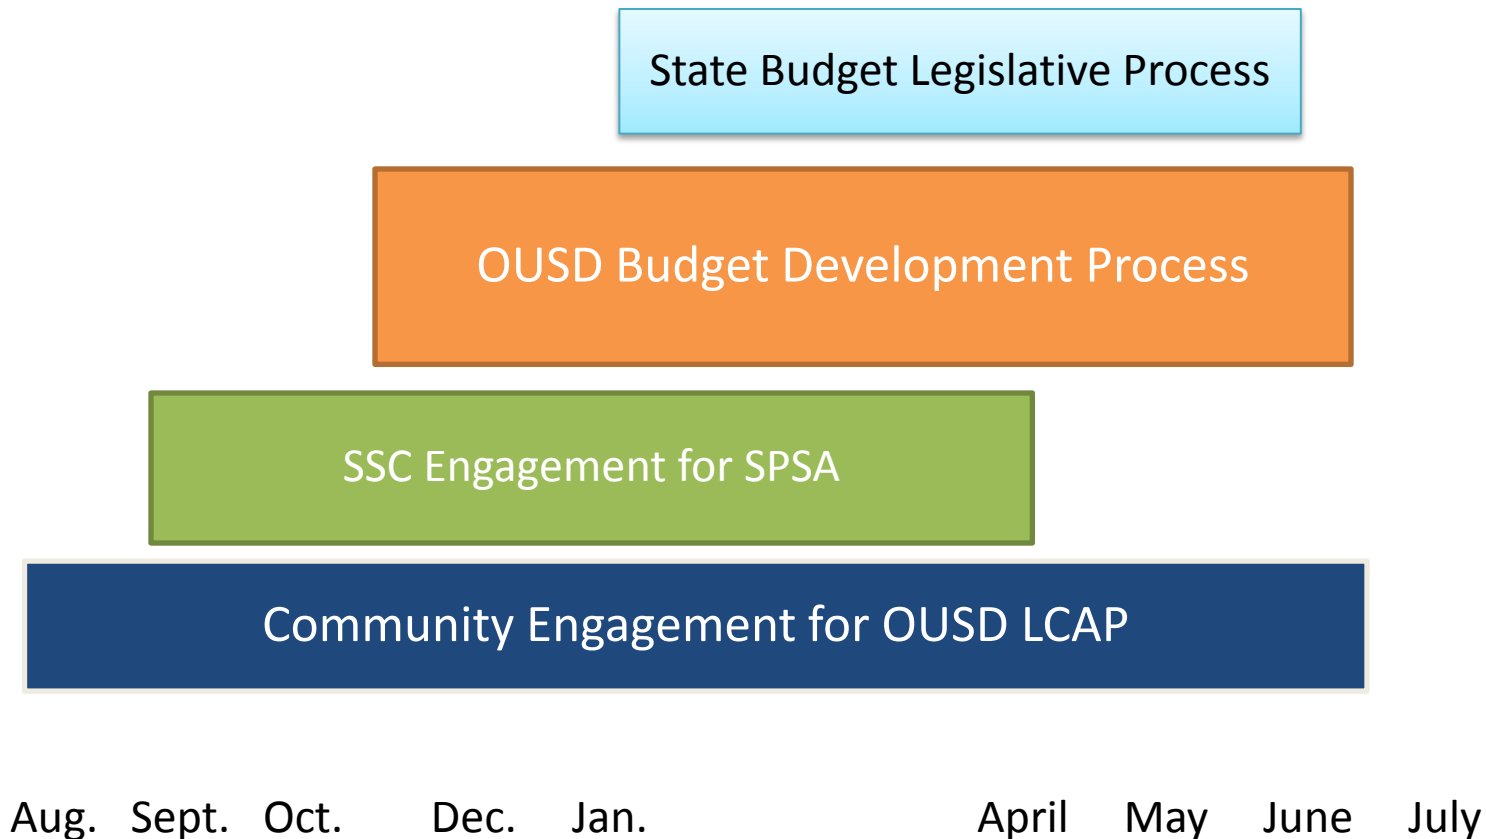 State Budget Legislative Process
OUSD Budget Development Process
SSC Engagement for SPSA
Community Engagement for OUSD LCAP
Aug. Sept. Oct. Dec. Jan. April May June July